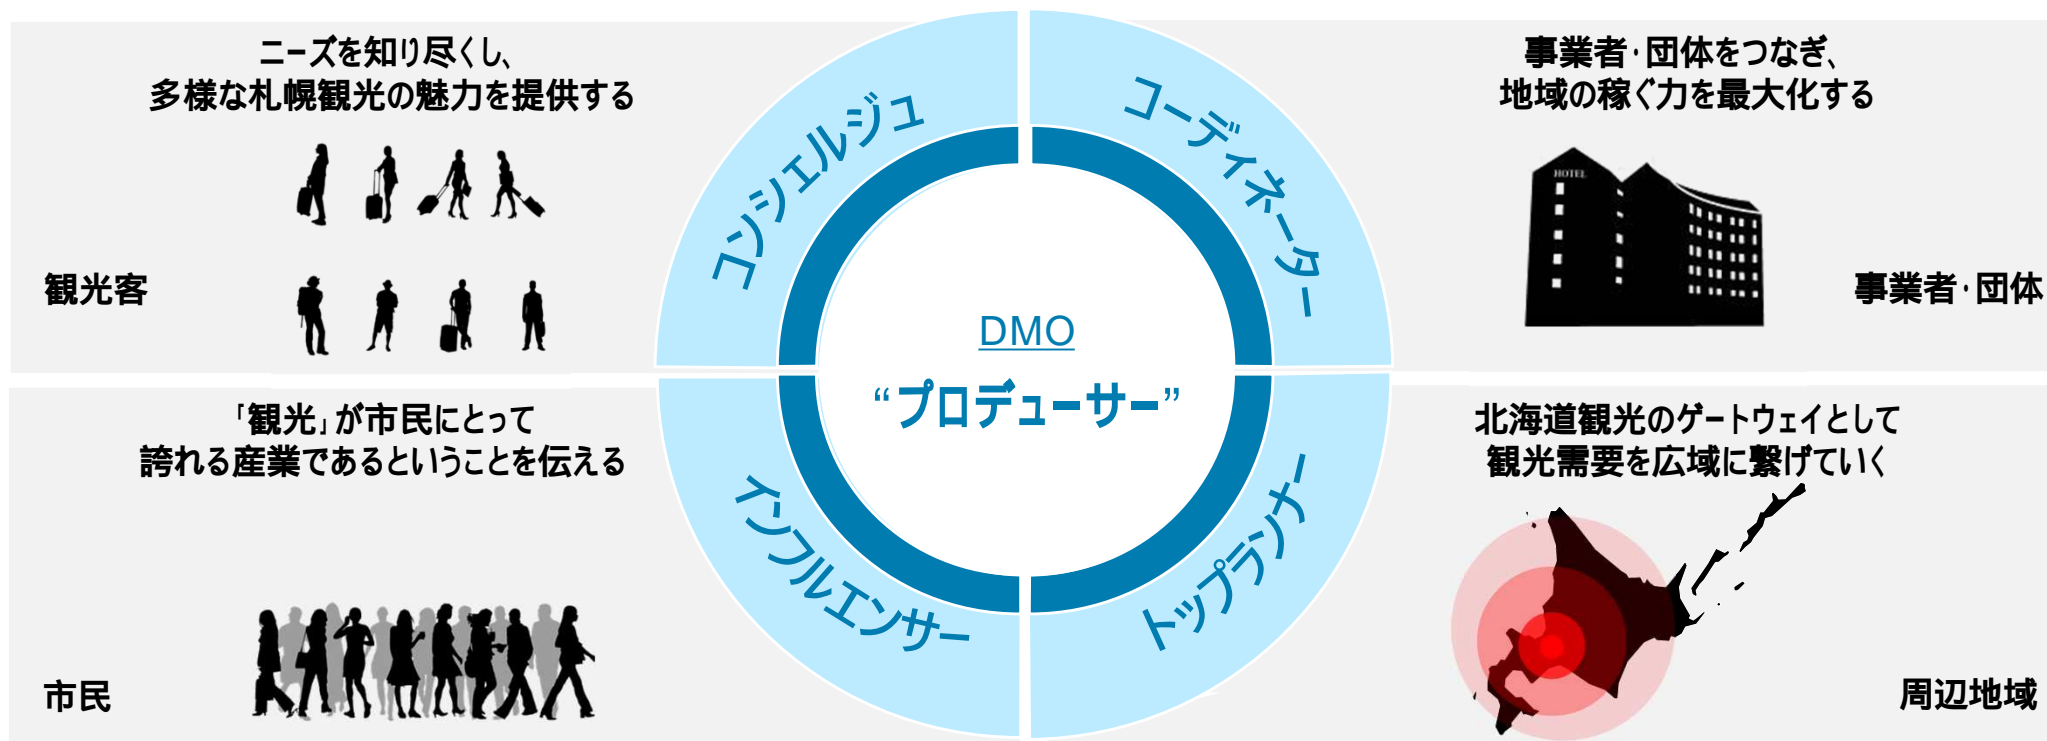 ニーズを知り尽くし、
多様な札幌観光の魅力を提供する
観光客
コンシェルジュ
コーディネーター
事業者・団体をつなぎ、
地域の稼ぐ力を最大化する
HOTEL
事業者・団体
DMO
“プロデューサー”
「観光」が市民にとって
誇れる産業であるということを伝える
市民
インフルエンサー
トップランナー
北海道観光のゲートウェイとして
観光需要を広域に繋げていく
周辺地域